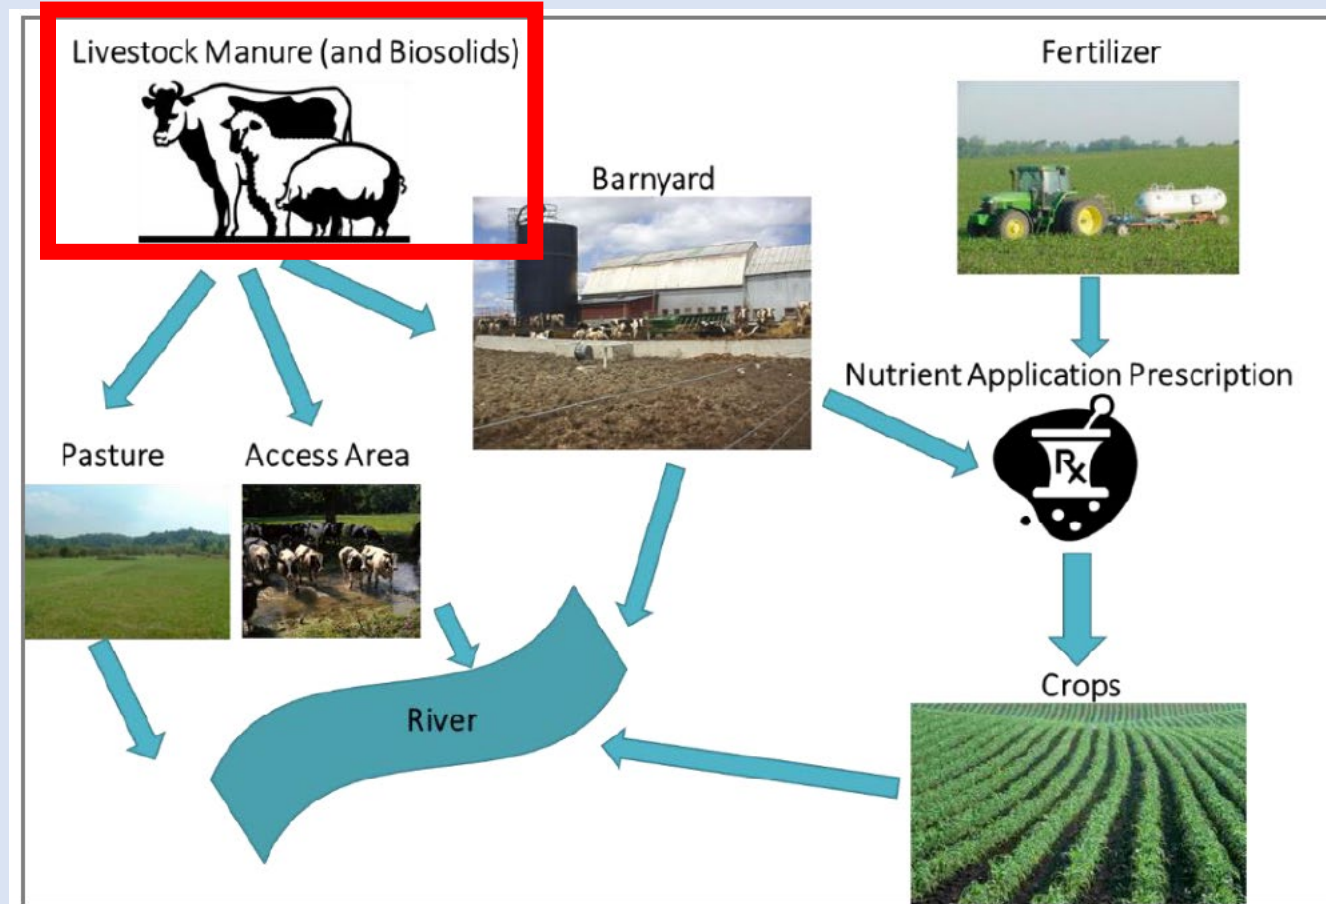 Livestock Manure (and Biosolids)
Fertilizer
Barnyard
Nutrient Application Prescription
Rx
Pasture
Access Area
River
Crops